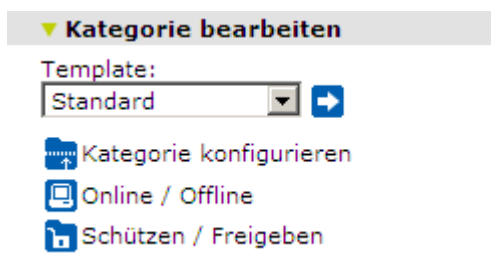 Kategorie bearbeiten
Template:
Standard
Kategorie konfigurieren
Online / Offline
Schützen / Freigeben